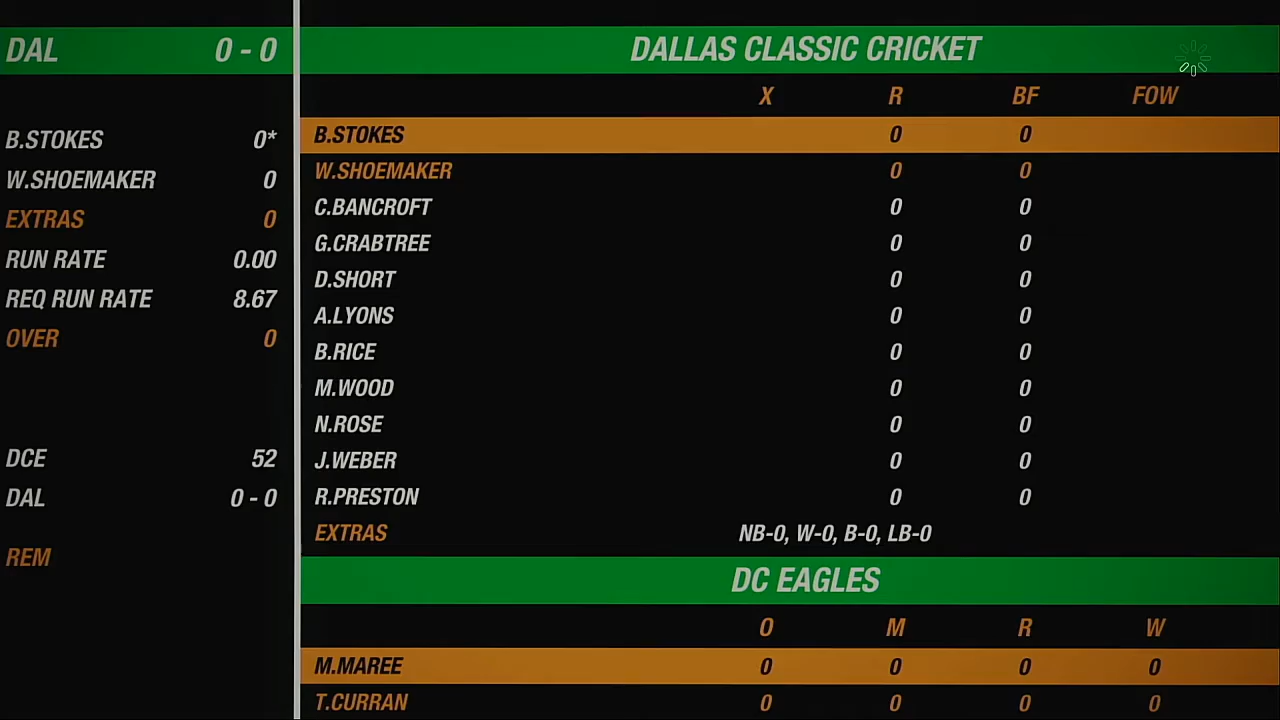 DAL 0 - 0
B.STOKES 0*
W.SHOEMAKER 0
EXTRAS 0
RUN RATE 0.00
REQ RUN RATE 8.67
OVER 0
DCE 52
DAL 0 - 0
REM
DALLAS CLASSIC CRICKET
X R BF FOW
B.STOKES 0 0
W.SHOEMAKER 0 0
C.BANCROFT 0 0
G.CRABTREE 0 0
D.SHORT 0 0
A.LYONS 0 0
B.RICE 0 0
M.WOOD 0 0
N.ROSE 0 0
J.WEBER 0 0
R.PRESTON 0 0
EXTRAS NB-0, W-0, B-0, LB-0
DC EAGLES
O M R W
M.MAREE 0 0 0 0
T.CURRAN 0 0 0 0